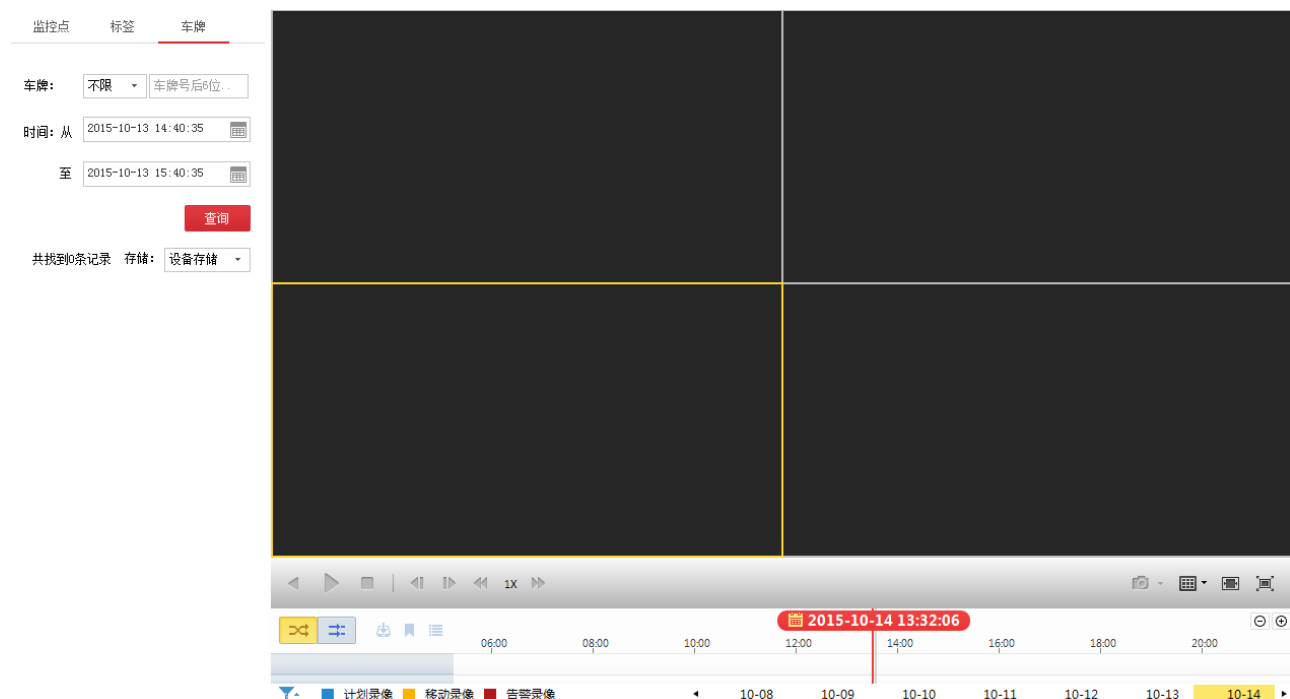 监控点 标签 车牌
车牌： 不限 车牌号后6位..
时间：从 2015-10-13 14:40:35
至 2015-10-13 15:40:35
查询
共找到0条记录 存储： 设备存储
1X
2015-10-14 13:32:06
06:00 08:00 10:00 12:00 14:00 16:00 18:00 20:00
计划录像 移动录像 告警录像 10-08 10-09 10-10 10-11 10-12 10-13 10-14